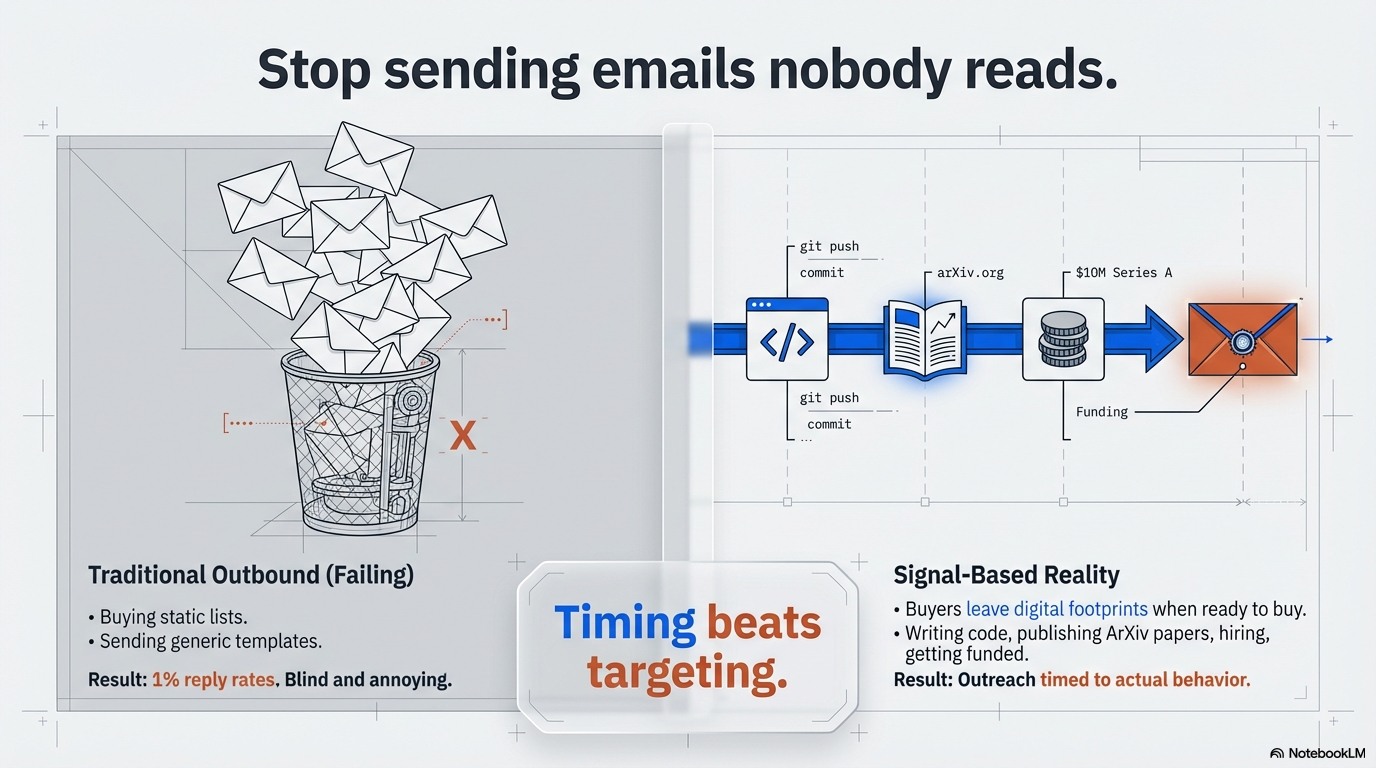 Stop sending emails nobody reads.
X
Traditional Outbound (Failing)
• Buying static lists.
• Sending generic templates.
Result: 1% reply rates. Blind and annoying.
Timing beats
targeting.
git push
commit
arXiv.org
$10M Series A
</>
git push
commit
...
Funding
Signal-Based Reality
• Buyers leave digital footprints when ready to buy.
• Writing code, publishing ArXiv papers, hiring,
getting funded.
Result: Outreach timed to actual behavior.
NotebookLM